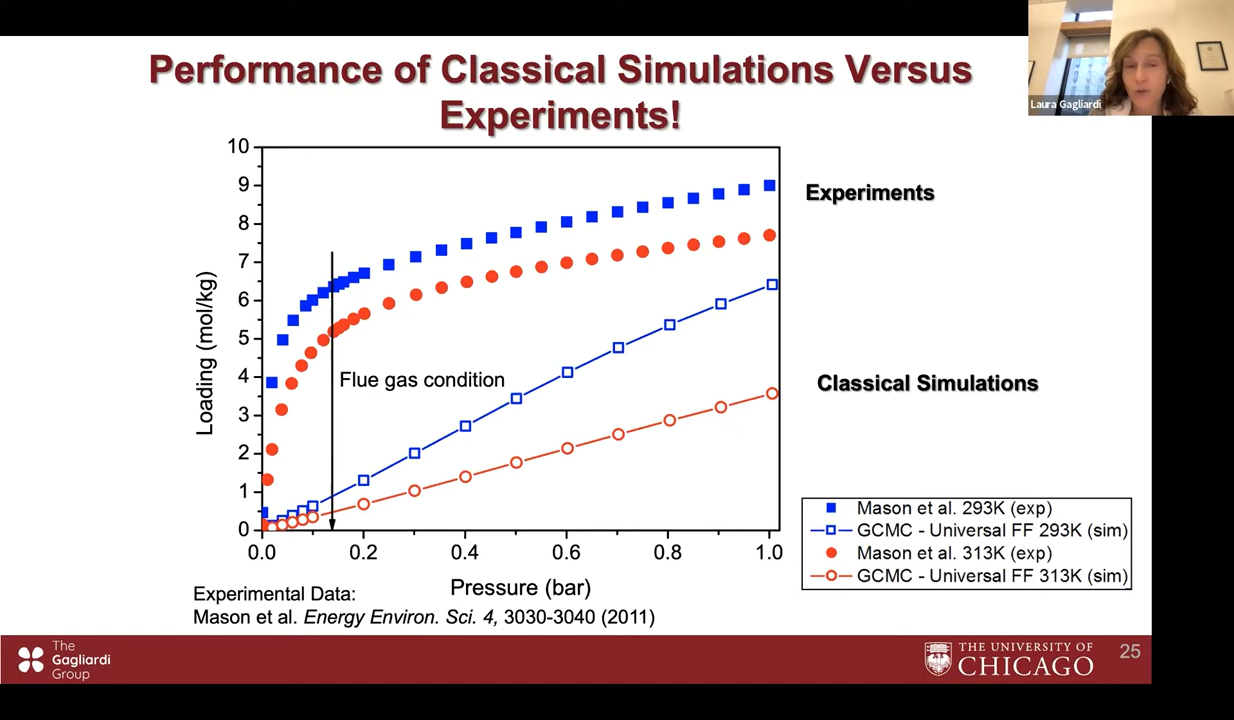 Performance of Classical Simulations Versus
Experiments!
Laura Gagliardi
10
9
8
7
6
5
4
3
2
1
0
Loading (mol/kg)
0.0 0.2 0.4 0.6 0.8 1.0
Pressure (bar)
Flue gas condition
Experiments
Classical Simulations
Mason et al. 293K (exp)
GCMC - Universal FF 293K (sim)
Mason et al. 313K (exp)
GCMC - Universal FF 313K (sim)
Experimental Data:
Mason et al. Energy Environ. Sci. 4, 3030-3040 (2011)
The
Gagliardi
Group
THE UNIVERSITY OF
CHICAGO
25